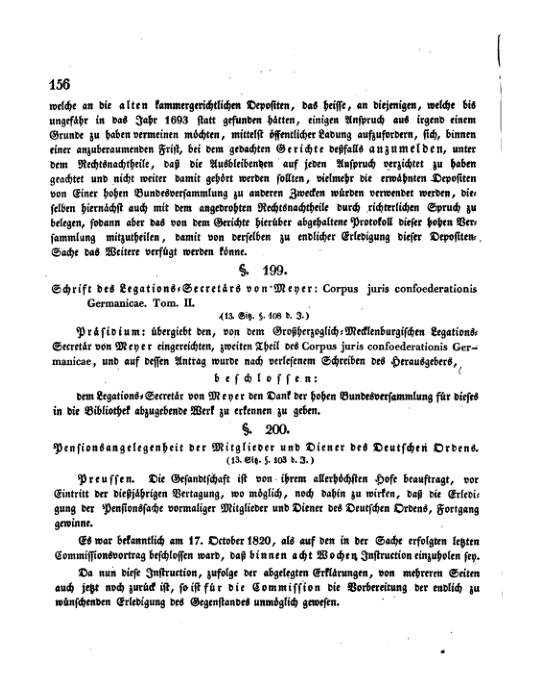 156
welche an die alten kammergerichtlichen Depositen, das heisse, an diejenigen, welche bis
ungefähr in das Jahr 1693 statt gefunden hätten, einigen Anspruch aus irgend einem
Grunde zu haben vermeinen möchten, mittelst öffentlicher Ladung aufzufordern, sich, binnen
einer anzuberaumenden Frist, bei dem gedachten Gerichte deßfalls anzumelden, unter
dem Rechtsnachtheile, daß die Ausbleibenden auf jeden Anspruch verzichtet zu haben
geachtet und nicht weiter damit gehört werden sollten, vielmehr die erwähnten Depositen
von Einer hohen Bundesversammlung zu anderen Zwecken würden verwendet werden, die-
selben hiernächst auch mit dem angedrohten Rechtsnachtheile durch richterlichen Spruch zu
belegen, sodann aber das von dem Gerichte hierüber abgehaltene Protokoll dieser hohen Ver-
sammlung mitzutheilen, damit von derselben zu endlicher Erledigung dieser Depositen-
Sache das Weitere verfügt werden könne.
§. 199.
Schrift des Legations-Secretärs von Meyer: Corpus juris confoederationis
Germanicae. Tom. II.
(13. Sitz. §. 108 d. J.)
Präsidium: übergiebt den, von dem Großherzoglich-Mecklenburgischen Legations-
Secretär von Meyer eingereichten, zweiten Theil des Corpus juris confoederationis Ger-
manicae, und auf dessen Antrag wurde nach verlesenem Schreiben des Herausgebers,
beschlossen:
dem Legations-Secretär von Meyer den Dank der hohen Bundesversammlung für dieses
in die Bibliothek abzugebende Werk zu erkennen zu geben.
§. 200.
Pensionsangelegenheit der Mitglieder und Diener des Deutschen Ordens.
(13. Sitz. §. 103 d. J.)
Preussen. Die Gesandtschaft ist von ihrem allerhöchsten Hofe beauftragt, vor
Eintritt der dießjährigen Vertagung, wo möglich, noch dahin zu wirken, daß die Erledi-
gung der Pensionssache vormaliger Mitglieder und Diener des Deutschen Ordens, Fortgang
gewinne.
Es war bekanntlich am 17. October 1820, als auf den in der Sache erfolgten letzten
Commissionsvortrag beschlossen ward, daß binnen acht Wochen Instruction einzuholen sey.
Da nun diese Instruction, zufolge der abgelegten Erklärungen, von mehreren Seiten
auch jetzt noch zurück ist, so ist für die Commission die Vorbereitung der endlich zu
wünschenden Erledigung des Gegenstandes unmöglich gewesen.